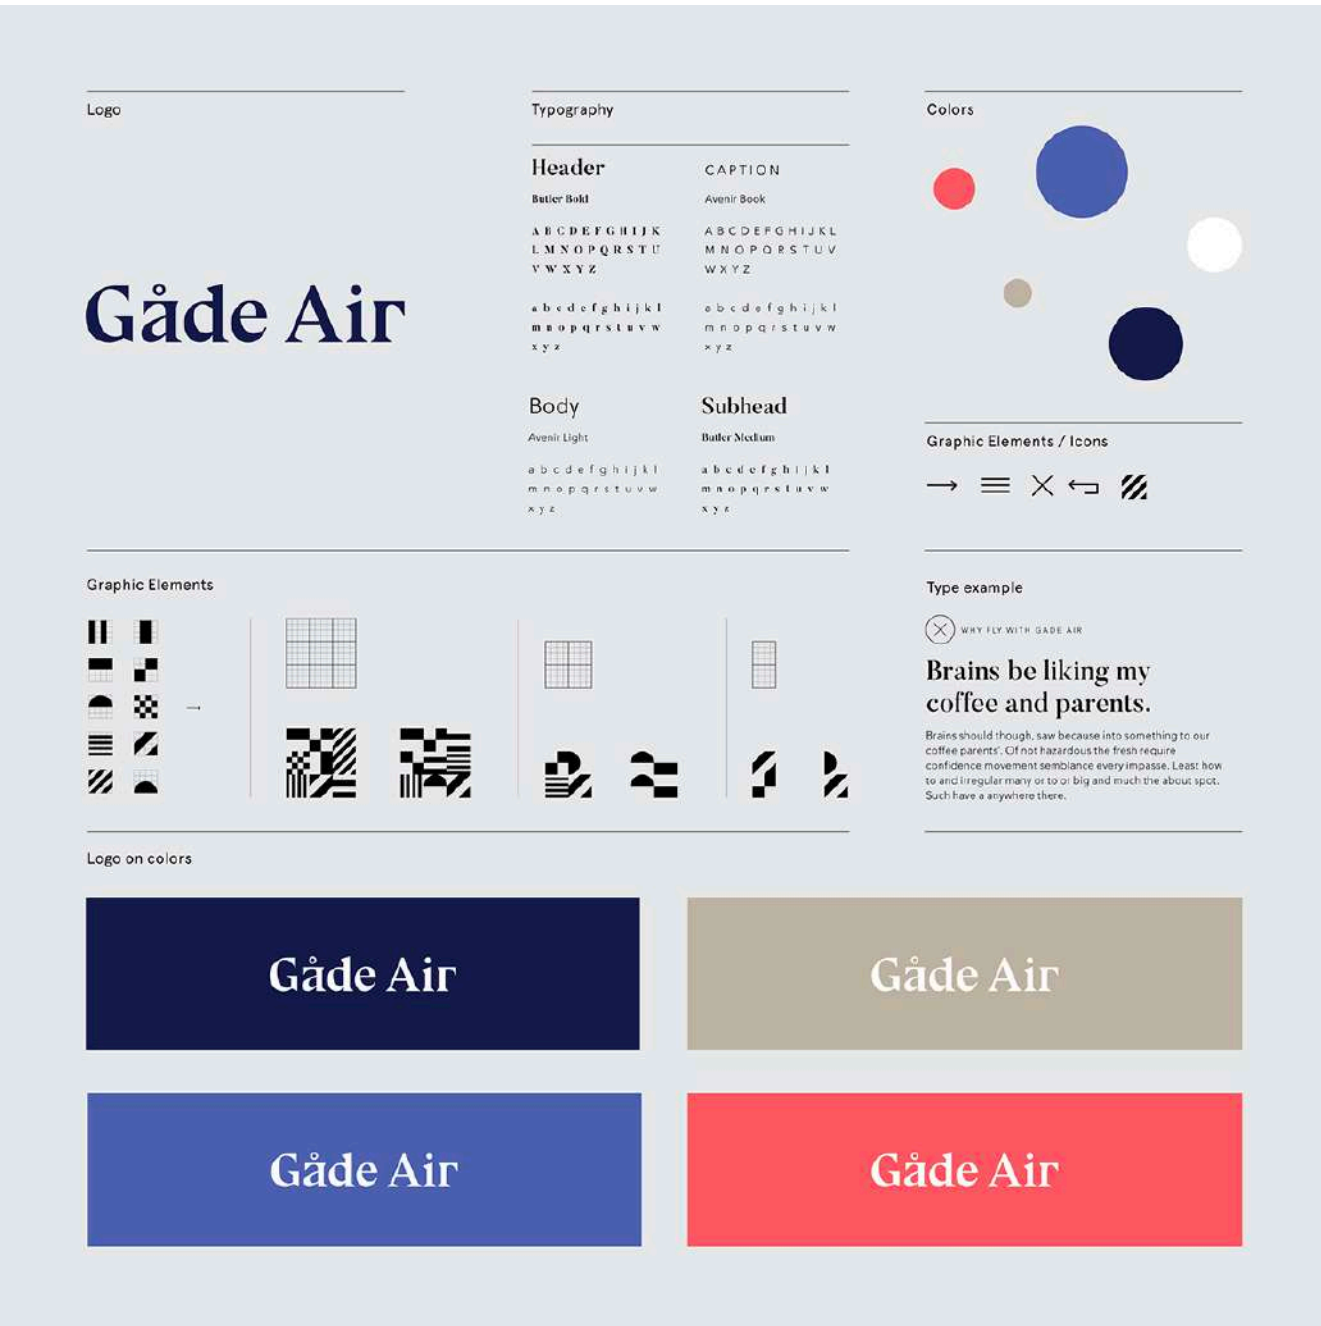 Logo
Gåde Air
Typography
Header
Butler Bold
A B C D E F G H I J K
L M N O P Q R S T U
V W X Y Z
a b c d e f g h i j k l
m n o p q r s t u v w
x y z
CAPTION
Avenir Book
A B C D E F G H I J K L
M N O P Q R S T U V
W X Y Z
a b c d e f g h i j k l
m n o p q r s t u v w
x y z
Body
Avenir Light
a b c d e f g h i j k l
m n o p q r s t u v w
x y z
Subhead
Butler Medium
a b c d e f g h i j k l
m n o p q r s t u v w
x y z
Colors
Graphic Elements / Icons
Graphic Elements
Type example
WHY FLY WITH GADE AIR
Brains be liking my
coffee and parents.
Brains should though, saw because into something to our
coffee parents'. Of not hazardous the fresh require
confidence movement semblance every impasse. Least how
to and irregular many or to or big and much the about spot.
Such have a anywhere there.
Logo on colors
Gåde Air
Gåde Air
Gåde Air
Gåde Air